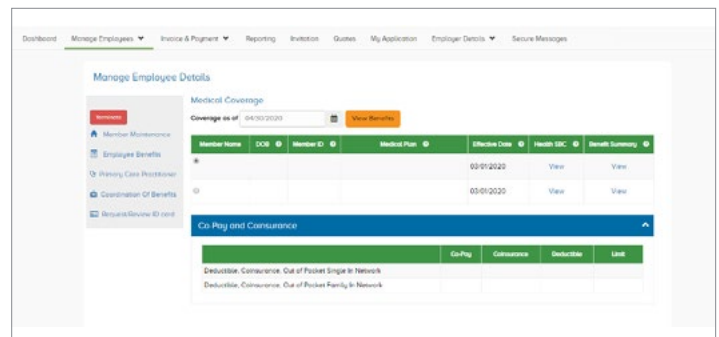 Dashboard Manage Employees Invoice & Payment Reporting Invitation Quotes My Application Employer Details Secure Messages
Manage Employee Details
Medical Coverage
Terminate
Coverage as of 04/30/2020 View Benefits
Member Maintenance
Employee Benefits
Primary Care Practitioner
Coordination Of Benefits
Request/Review ID card
Member Name DOB Member ID Medical Plan Effective Date Health SBC Benefit Summary
03/01/2020 View View
03/01/2020 View View
Co-Pay and Coinsurance
Co-Pay Coinsurance Deductible Limit
Deductible, Coinsurance, Out of Pocket Single In Network
Deductible, Coinsurance, Out of Pocket Family In Network